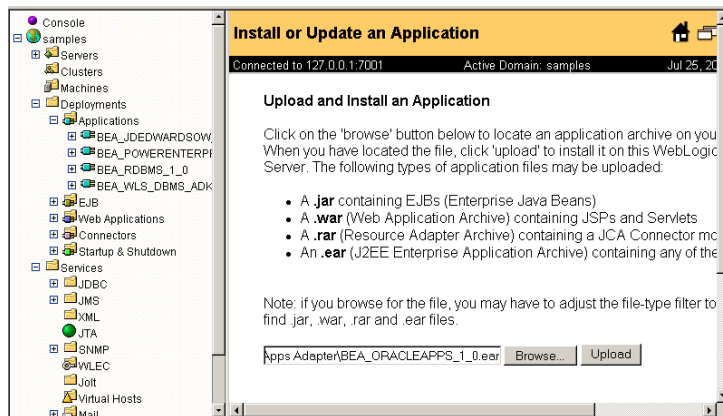 Console
samples
Servers
Clusters
Machines
Deployments
Applications
BEA_JDEDWARDSOW_
BEA_POWERENTERPF
BEA_RDBMS_1_0
BEA_WLS_DBMS_ADK
EJB
Web Applications
Connectors
Startup & Shutdown
Services
JDBC
JMS
XML
JTA
SNMP
WLEC
Jolt
Virtual Hosts
Mail
Install or Update an Application
Connected to 127.0.0.1:7001 Active Domain: samples Jul 25, 20
Upload and Install an Application
Click on the 'browse' button below to locate an application archive on you
When you have located the file, click 'upload' to install it on this WebLogic
Server. The following types of application files may be uploaded:
• A .jar containing EJBs (Enterprise Java Beans)
• A .war (Web Application Archive) containing JSPs and Servlets
• A .rar (Resource Adapter Archive) containing a JCA Connector mo
• An .ear (J2EE Enterprise Application Archive) containing any of the
Note: if you browse for the file, you may have to adjust the file-type filter to
find .jar, .war, .rar and .ear files.
Apps Adapter\BEA_ORACLEAPPS_1_0.ear Browse... Upload